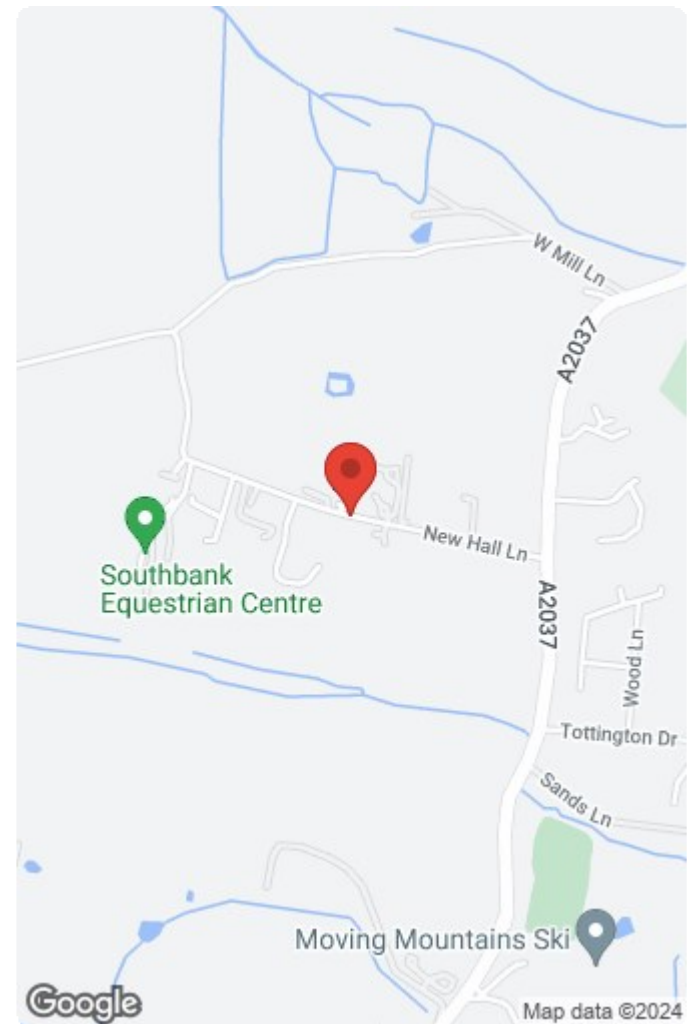 W Mill Ln
A2037
New Hall Ln
Southbank
Equestrian Centre
A2037
Wood Ln
Tottington Dr
Sands Ln
Moving Mountains Ski
Google
Map data ©2024